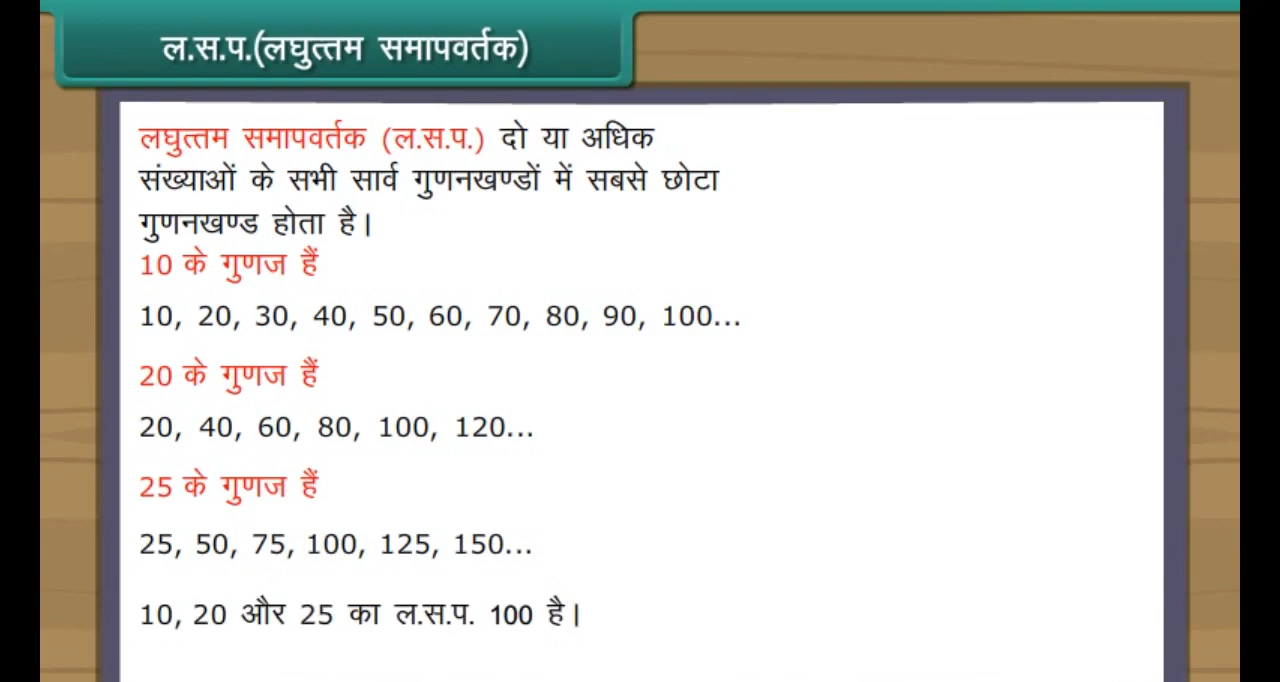 ल.स.प.(लघुत्तम समापवर्तक)
लघुत्तम समापवर्तक (ल.स.प.) दो या अधिक
संख्याओं के सभी सार्व गुणनखण्डों में सबसे छोटा
गुणनखण्ड होता है।
10 के गुणज हैं
10, 20, 30, 40, 50, 60, 70, 80, 90, 100...
20 के गुणज हैं
20, 40, 60, 80, 100, 120...
25 के गुणज हैं
25, 50, 75, 100, 125, 150...
10, 20 और 25 का ल.स.प. 100 है।